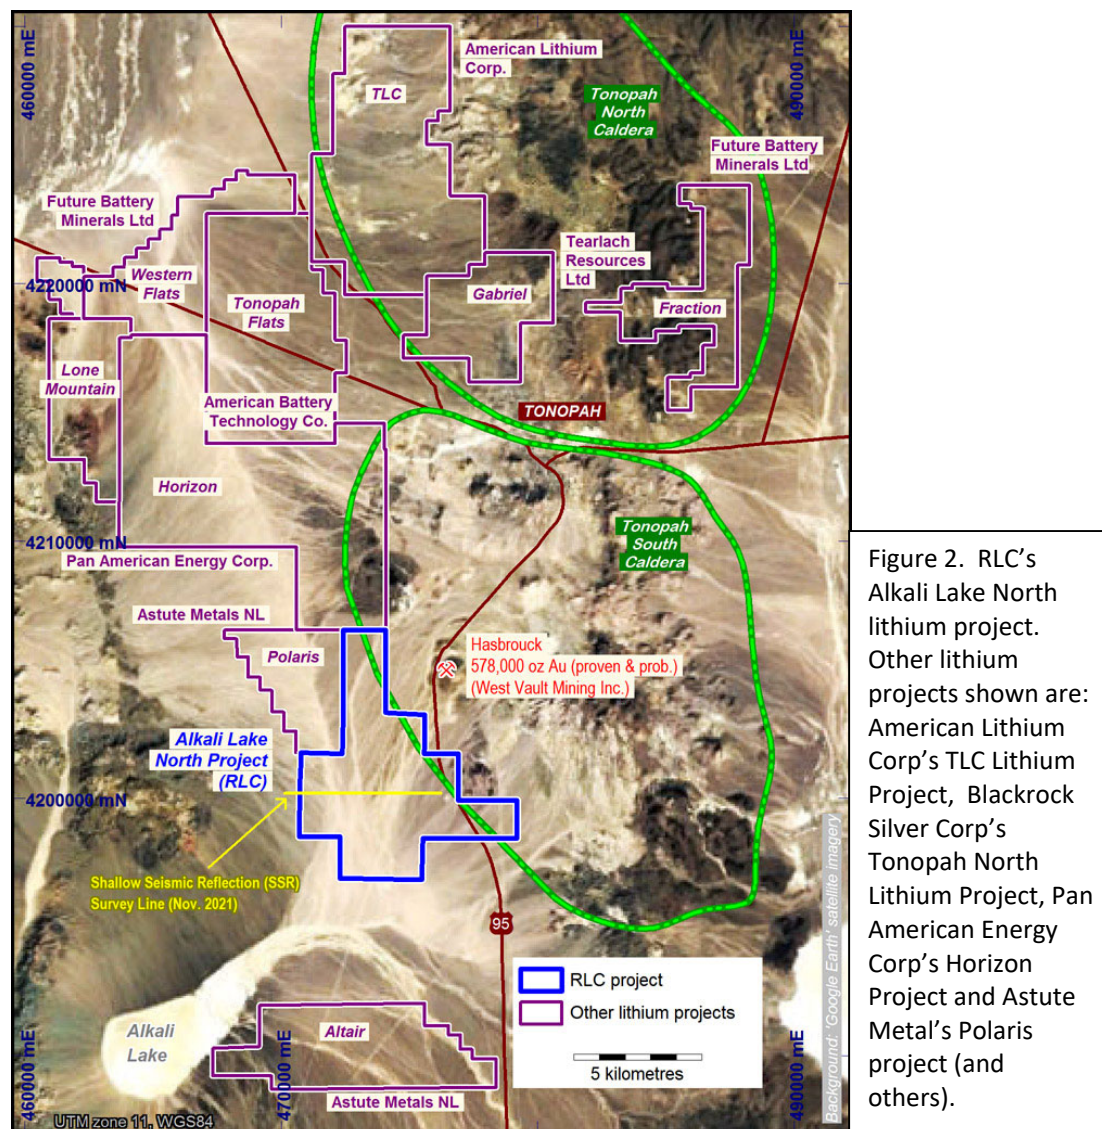 460000 mE
490000 mE
American Lithium
Corp.
TLC
Tonopah
North
Caldera
Future Battery
Minerals Ltd
Future Battery
Minerals Ltd
Tearlach
Resources
Ltd
Western
Flats
4220000 mN
Tonopah
Flats
Gabriel
Fraction
Lone
Mountain
American Battery
Technology Co.
TONOPAH
Horizon
Tonopah
South
Caldera
4210000 mN
Pan American Energy Corp.
Astute Metals NL
Polaris
Hasbrouck
578,000 oz Au (proven & prob.)
(West Vault Mining Inc.)
Alkali Lake
North Project
(RLC)
4200000 mN
Shallow Seismic Reflection (SSR)
Survey Line (Nov. 2021)
95
RLC project
Other lithium projects
5 kilometres
Alkali
Lake
Altair
Astute Metals NL
460000 mE
470000 mE
490000 mE
UTM zone 11, WGS84
Background: 'Google Earth' satellite imagery
Figure 2. RLC's
Alkali Lake North
lithium project.
Other lithium
projects shown are:
American Lithium
Corp's TLC Lithium
Project, Blackrock
Silver Corp's
Tonopah North
Lithium Project, Pan
American Energy
Corp's Horizon
Project and Astute
Metal's Polaris
project (and
others).